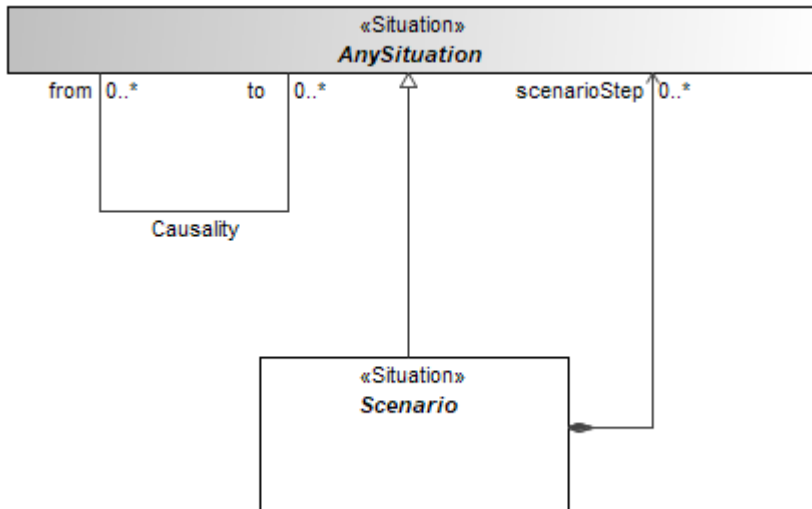 «Situation»
AnySituation
from 0..* to 0..* scenarioStep 0..*
Causality
«Situation»
Scenario